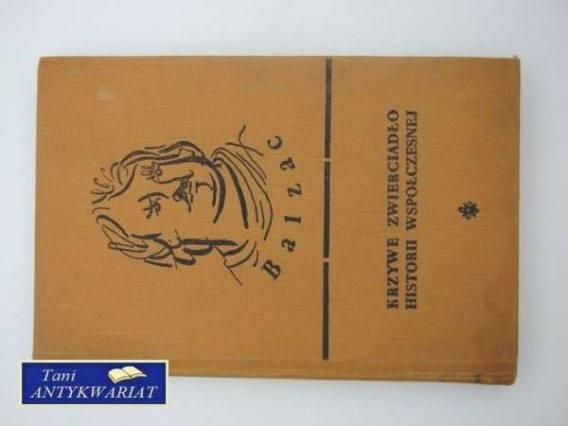 Balzac
KRZYWE ZWIERCIADŁO
HISTORII WSPÓŁCZESNEJ
Tani
ANTYKWARIAT